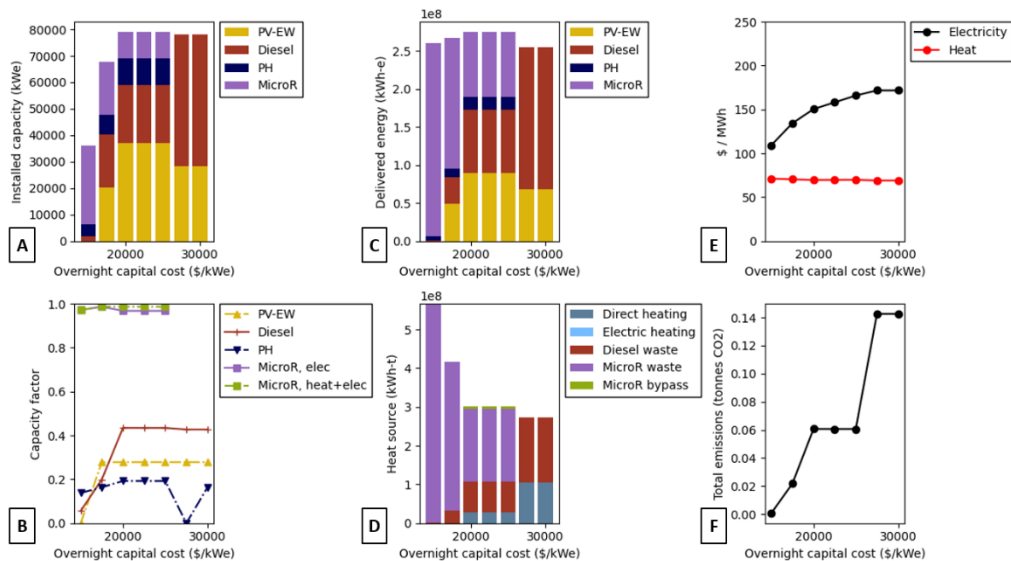 A
Installed capacity (kWe)
80000
70000
60000
50000
40000
30000
20000
10000
0
20000 30000
Overnight capital cost ($/kWe)
PV-EW
Diesel
PH
MicroR
C
Delivered energy (kWh-e)
1e8
2.5
2.0
1.5
1.0
0.5
0.0
20000 30000
Overnight capital cost ($/kWe)
PV-EW
Diesel
PH
MicroR
E
$ / MWh
250
200
150
100
50
0
20000 30000
Overnight capital cost ($/kWe)
Electricity
Heat
B
Capacity factor
1.0
0.8
0.6
0.4
0.2
0.0
20000 30000
Overnight capital cost ($/kWe)
PV-EW
Diesel
PH
MicroR, elec
MicroR, heat+elec
D
Heat source (kWh-t)
1e8
5
4
3
2
1
0
20000 30000
Overnight capital cost ($/kWe)
Direct heating
Electric heating
Diesel waste
MicroR waste
MicroR bypass
F
Total emissions (tonnes CO2)
0.14
0.12
0.10
0.08
0.06
0.04
0.02
0.00
20000 30000
Overnight capital cost ($/kWe)